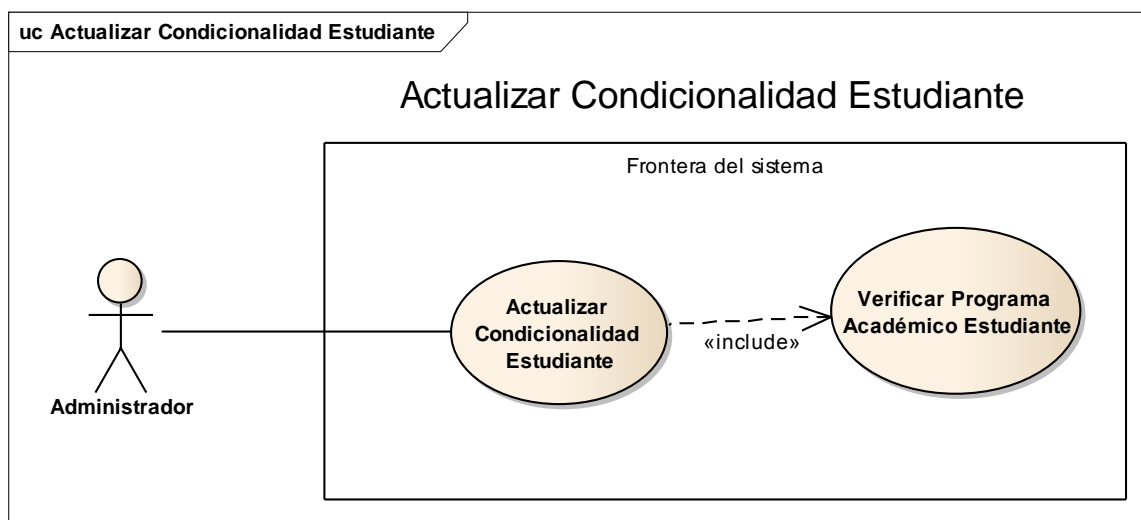 uc Actualizar Condicionalidad Estudiante
Actualizar Condicionalidad Estudiante
Frontera del sistema
Administrador
Actualizar
Condicionalidad
Estudiante
«include»
Verificar Programa
Académico Estudiante